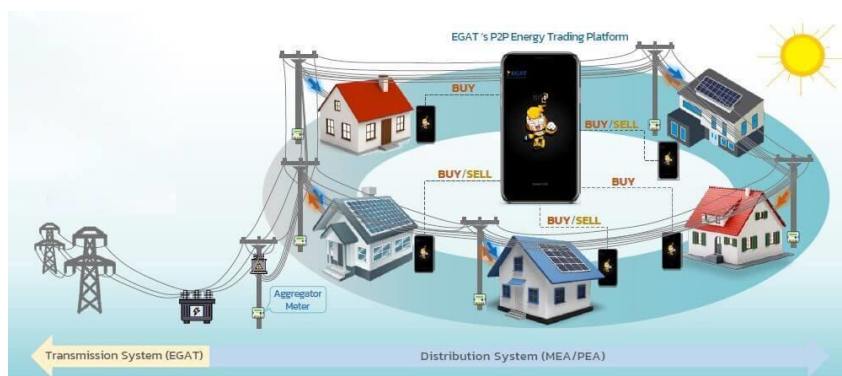 EGAT 's P2P Energy Trading Platform
EGAT
BUY
BUY/SELL
BUY/SELL
BUY
BUY/SELL
Aggregator
Meter
Transmission System (EGAT)
Distribution System (MEA/PEA)